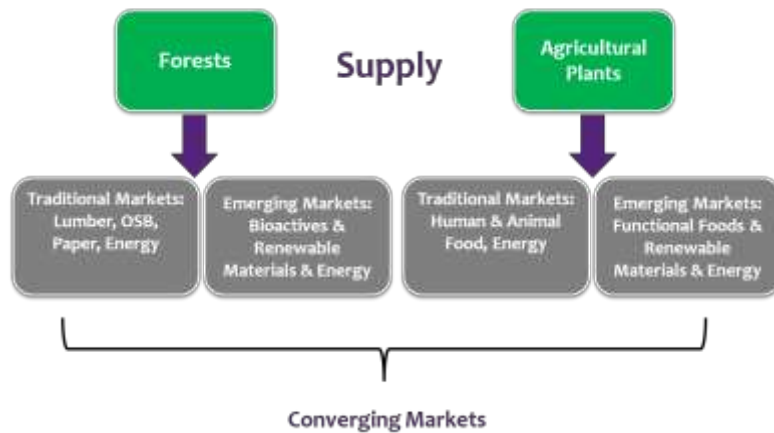 Forests
Supply
Agricultural
Plants
Traditional Markets:
Lumber, OSB,
Paper, Energy
Emerging Markets:
Bioactives &
Renewable
Materials & Energy
Traditional Markets:
Human & Animal
Food, Energy
Emerging Markets:
Functional Foods &
Renewable
Materials & Energy
Converging Markets